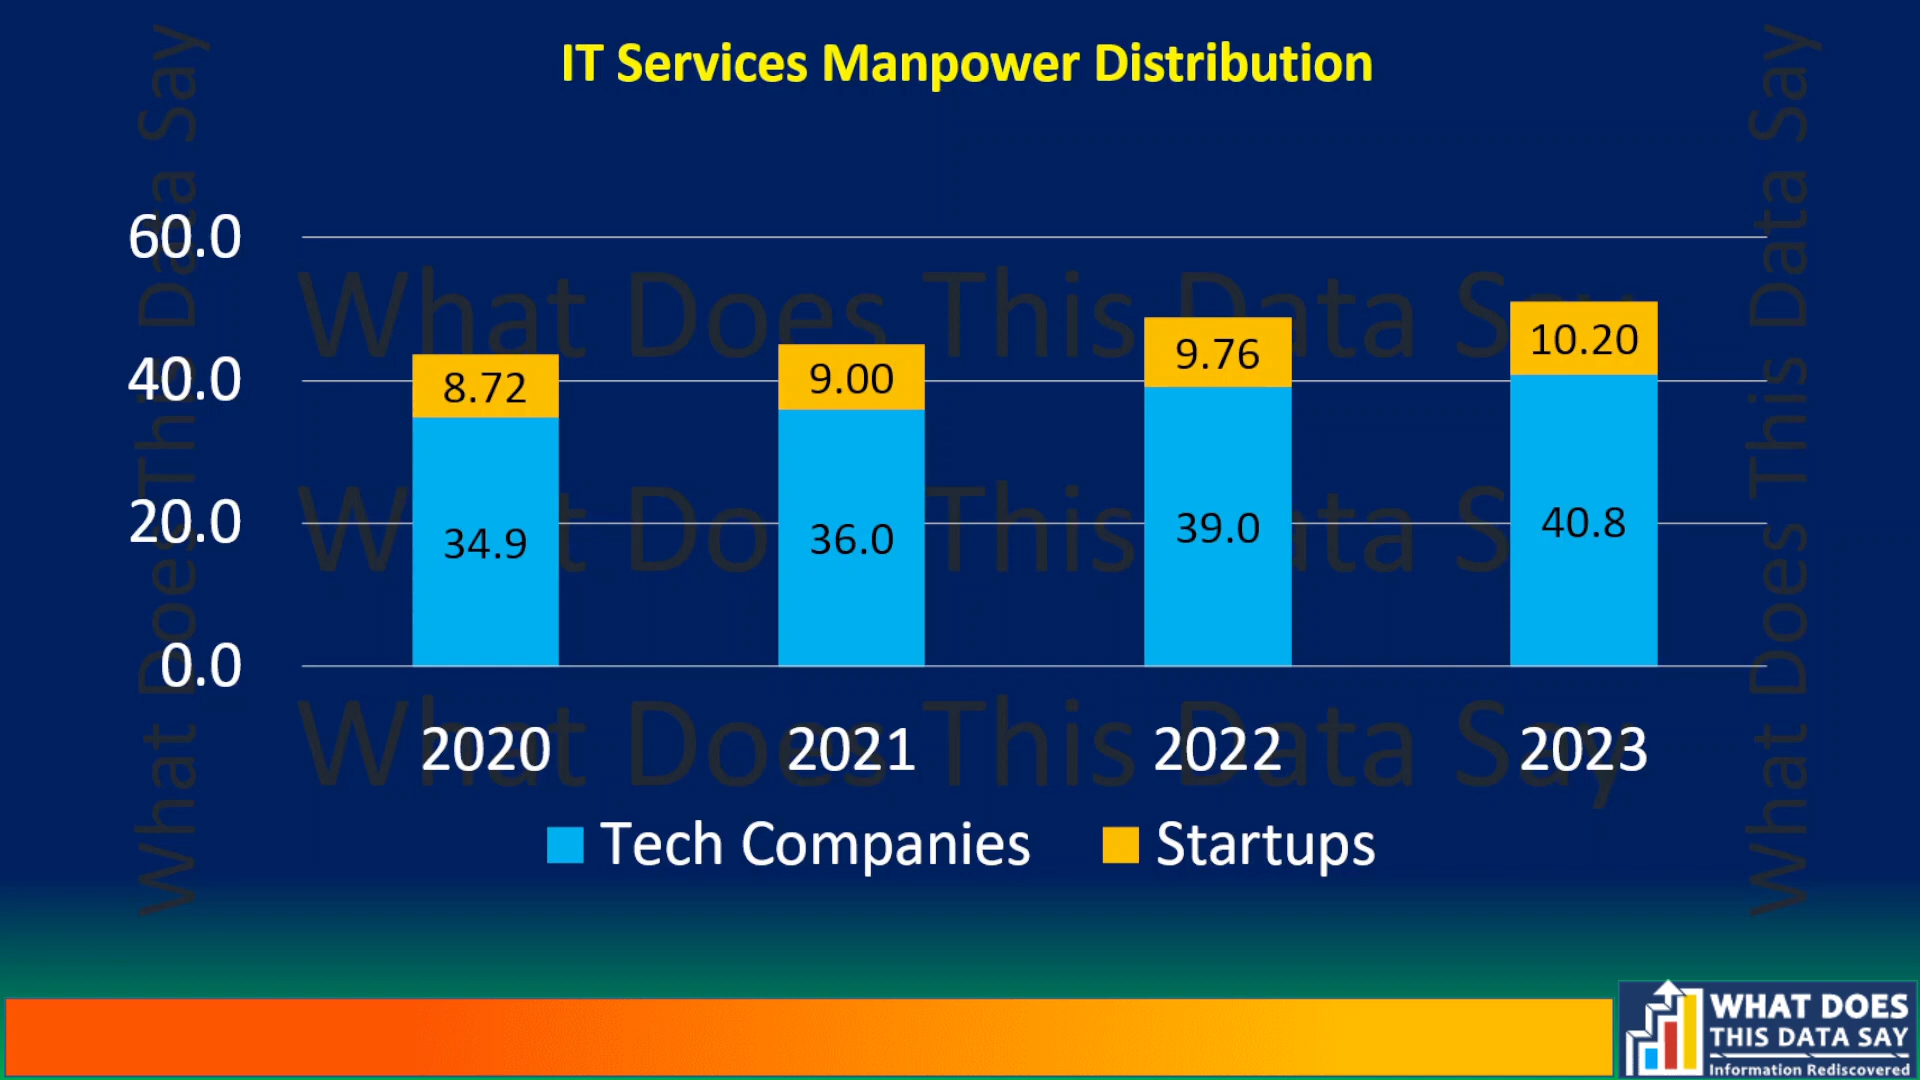 IT Services Manpower Distribution
60.0
40.0
20.0
0.0
8.72
9.00
9.76
10.20
34.9
36.0
39.0
40.8
2020
2021
2022
2023
Tech Companies
Startups
What Does This Data Say
What Does This Data Say
What Does This Data Say
What Does This Data Say
What Does This Data Say
WHAT DOES
THIS DATA SAY
Information Rediscovered